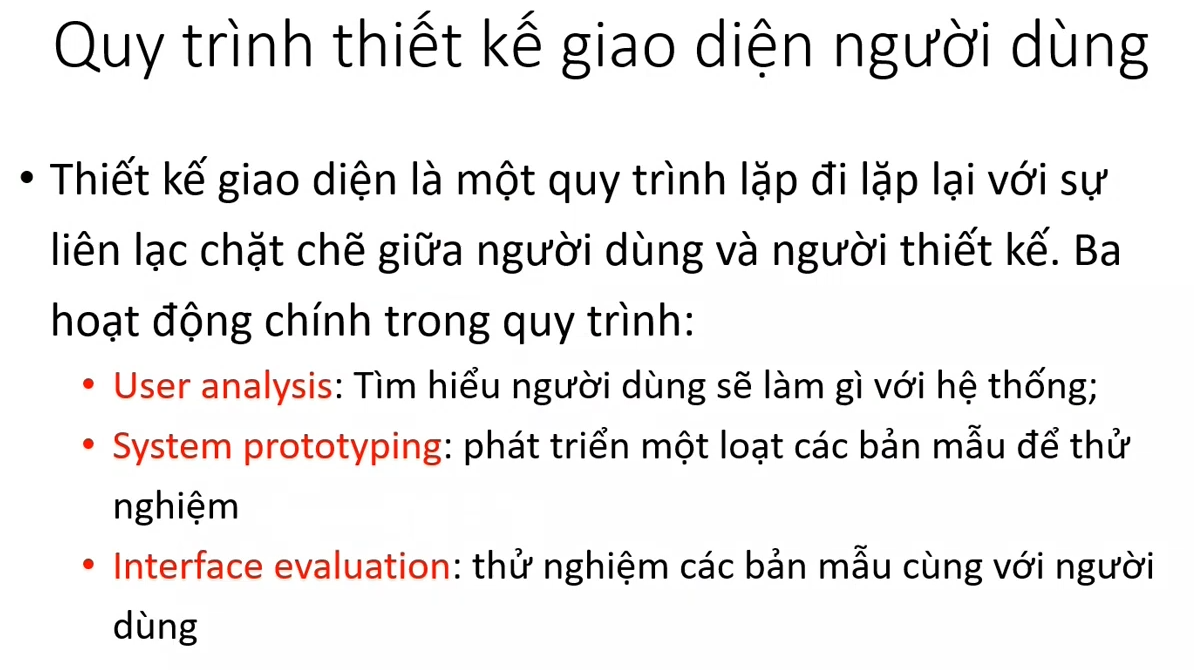 Quy trình thiết kế giao diện người dùng
• Thiết kế giao diện là một quy trình lặp đi lặp lại với sự
liên lạc chặt chẽ giữa người dùng và người thiết kế. Ba
hoạt động chính trong quy trình:
• User analysis: Tìm hiểu người dùng sẽ làm gì với hệ thống;
• System prototyping: phát triển một loạt các bản mẫu để thử
nghiệm
• Interface evaluation: thử nghiệm các bản mẫu cùng với người
dùng